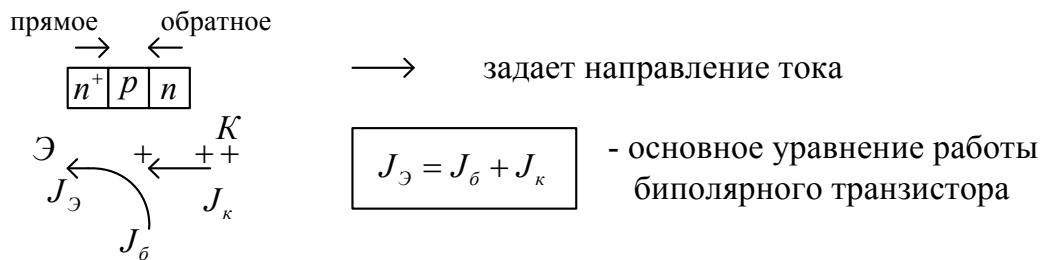 прямое обратное
n⁺ p n
→ задает направление тока
Э + + + К
J_Э J_к
J_б
J_Э = J_б + J_к
- основное уравнение работы
биполярного транзистора